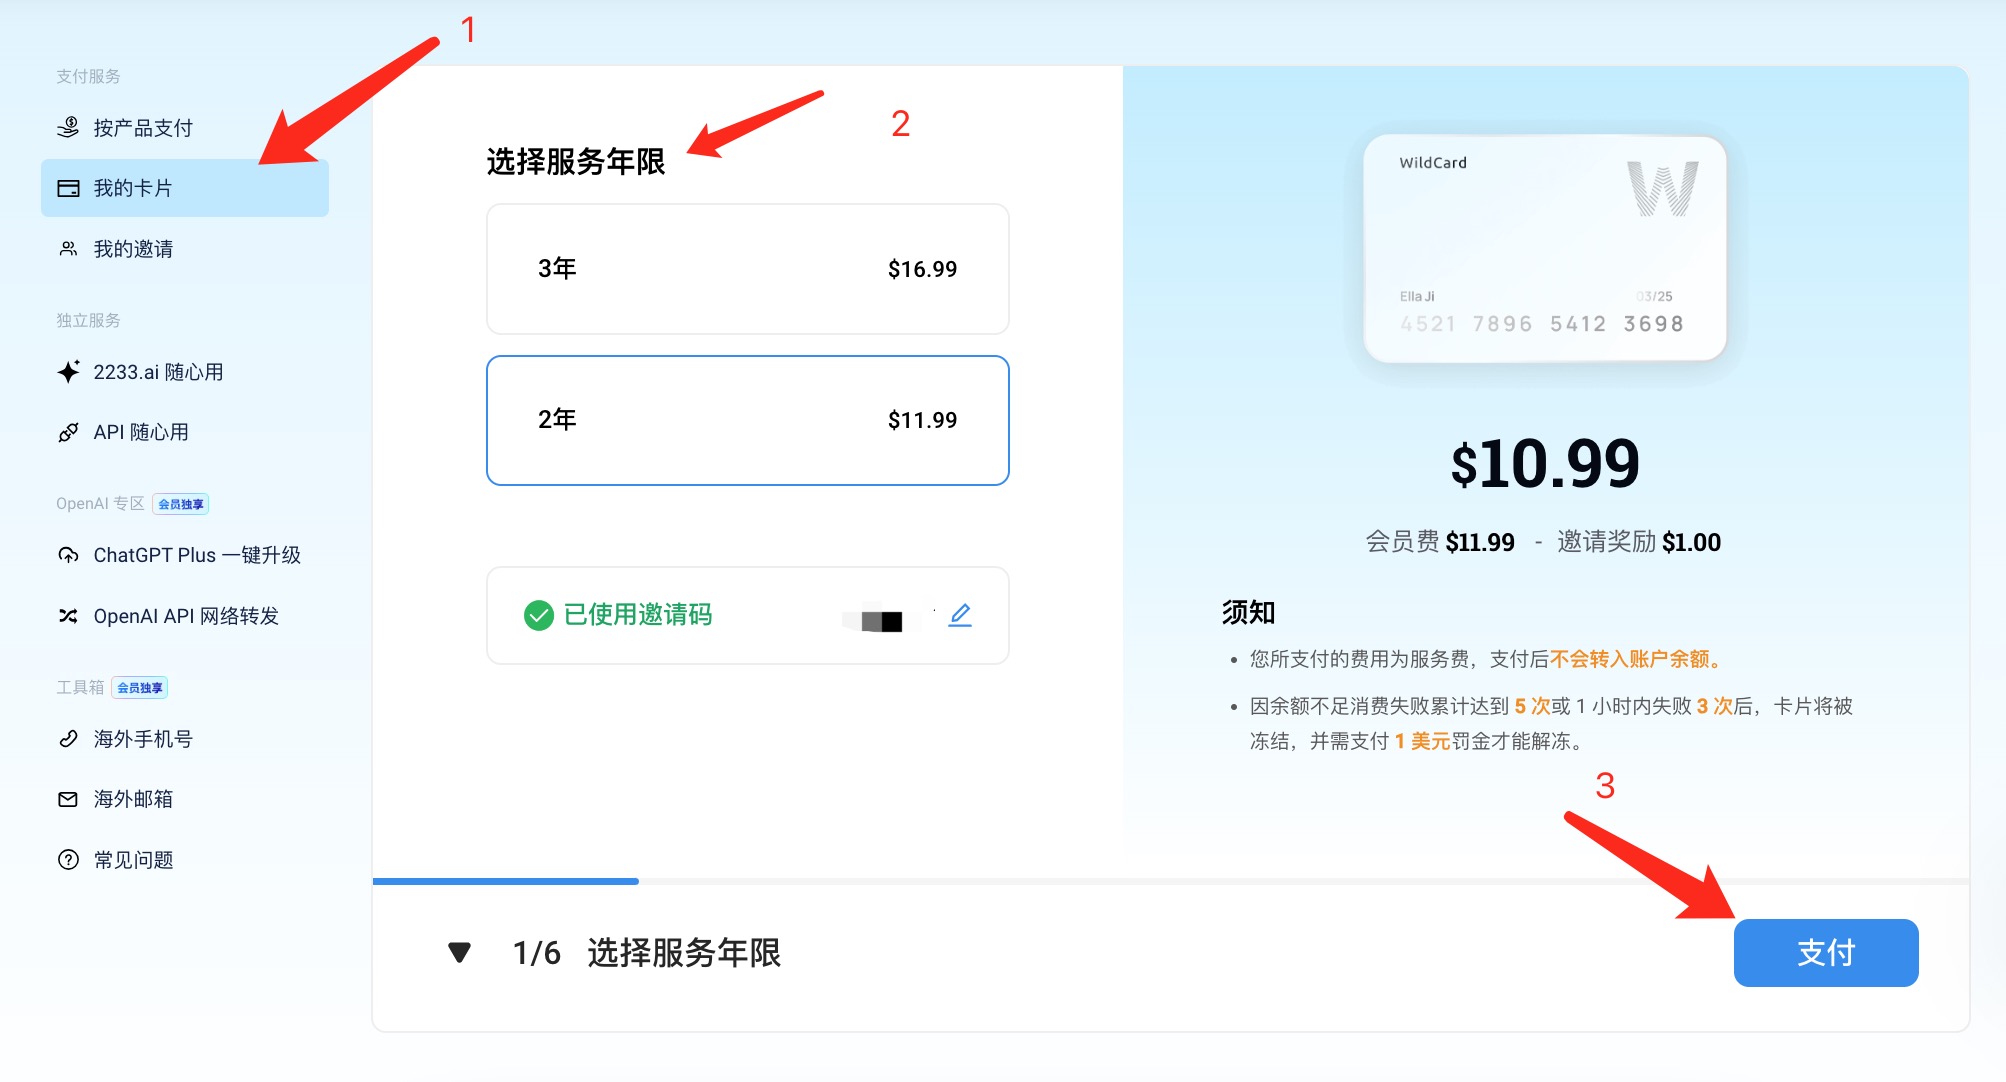 1
支付服务
按产品支付
我的卡片
我的邀请
独立服务
2233.ai 随心用
API 随心用
OpenAI 专区 会员独享
ChatGPT Plus 一键升级
OpenAI API 网络转发
工具箱 会员独享
海外手机号
海外邮箱
常见问题
2
选择服务年限
3年 $16.99
2年 $11.99
已使用邀请码
WildCard
W
Ella Ji 03/25
4521 7896 5412 3698
$10.99
会员费 $11.99 - 邀请奖励 $1.00
须知
• 您所支付的费用为服务费，支付后不会转入账户余额。
• 因余额不足消费失败累计达到 5 次或 1 小时内失败 3 次后，卡片将被
冻结，并需支付 1 美元罚金才能解冻。
3
1/6 选择服务年限
支付